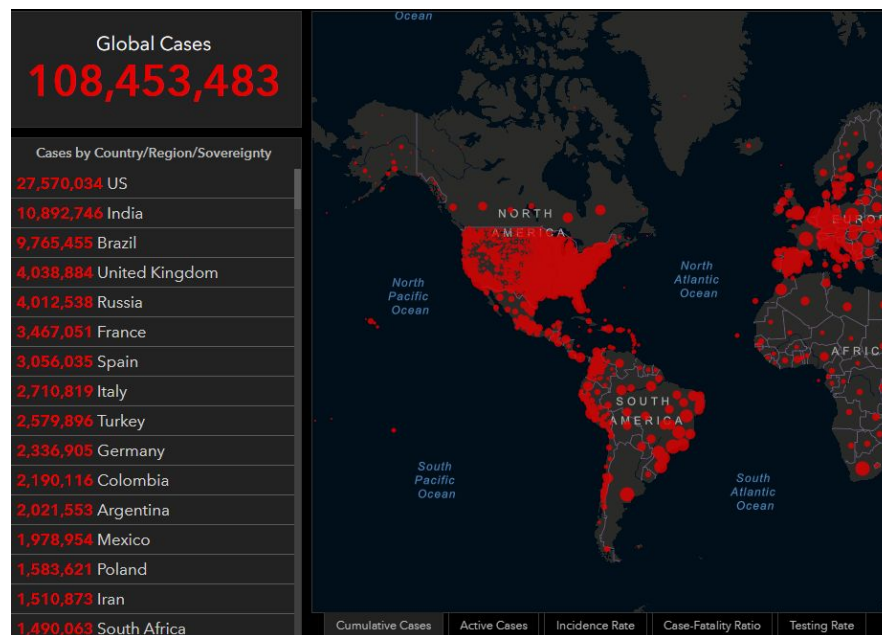 Global Cases
108,453,483
Cases by Country/Region/Sovereignty
27,570,034 US
10,892,746 India
9,765,455 Brazil
4,038,884 United Kingdom
4,012,538 Russia
3,467,051 France
3,056,035 Spain
2,710,819 Italy
2,579,896 Turkey
2,336,905 Germany
2,190,116 Colombia
2,021,553 Argentina
1,978,954 Mexico
1,583,621 Poland
1,510,873 Iran
1,490,063 South Africa
Ocean
NORTH
AMERICA
North
Pacific
Ocean
North
Atlantic
Ocean
SOUTH
AMERICA
South
Pacific
Ocean
South
Atlantic
Ocean
EUROP
AFRIC
Cumulative Cases
Active Cases
Incidence Rate
Case-Fatality Ratio
Testing Rate